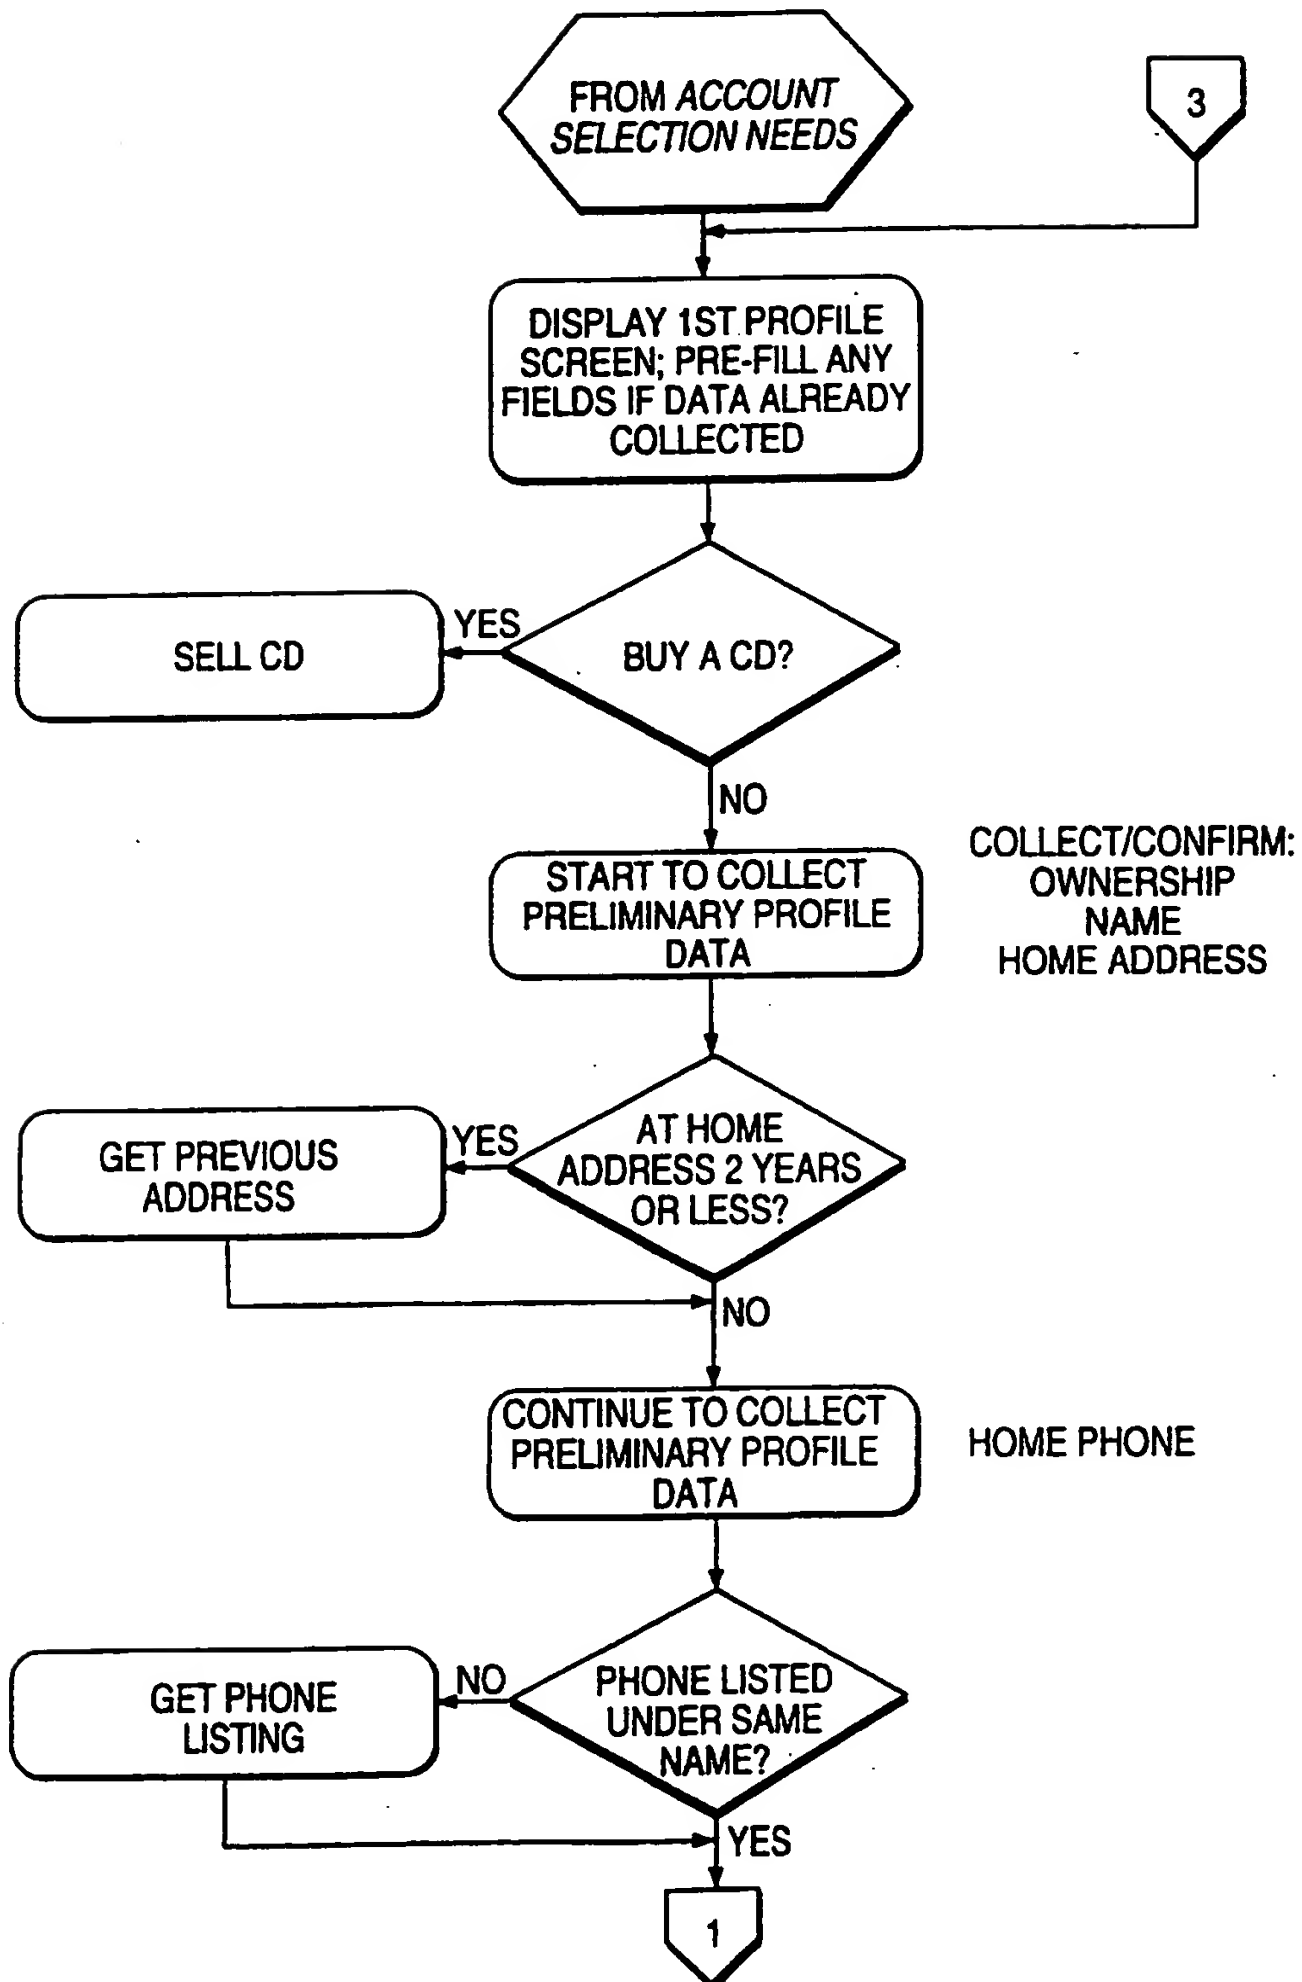 FROM ACCOUNT
SELECTION NEEDS
3
DISPLAY 1ST PROFILE
SCREEN; PRE-FILL ANY
FIELDS IF DATA ALREADY
COLLECTED
BUY A CD?
YES
SELL CD
NO
START TO COLLECT
PRELIMINARY PROFILE
DATA
COLLECT/CONFIRM:
OWNERSHIP
NAME
HOME ADDRESS
AT HOME
ADDRESS 2 YEARS
OR LESS?
YES
GET PREVIOUS
ADDRESS
NO
CONTINUE TO COLLECT
PRELIMINARY PROFILE
DATA
HOME PHONE
PHONE LISTED
UNDER SAME
NAME?
NO
GET PHONE
LISTING
YES
1